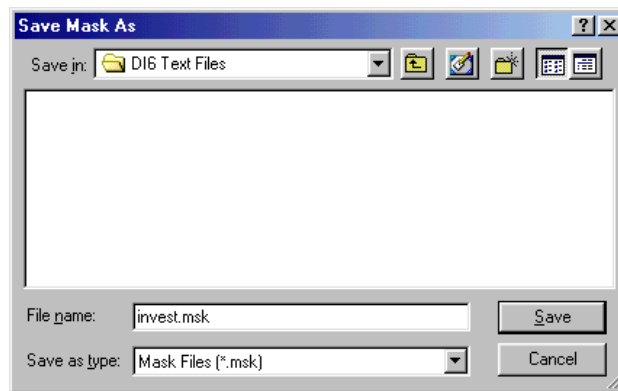 Save Mask As
Save in: DI6 Text Files
File name: invest.msk Save
Save as type: Mask Files (*.msk) Cancel